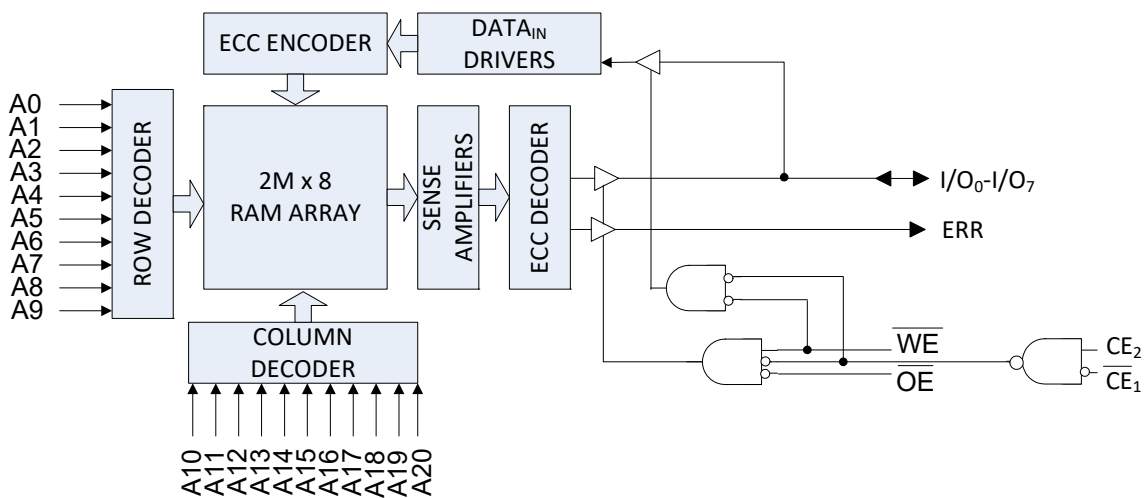 ECC ENCODER
DATAIN
DRIVERS
A0
A1
A2
A3
A4
A5
A6
A7
A8
A9
ROW DECODER
2M x 8
RAM ARRAY
SENSE
AMPLIFIERS
ECC DECODER
I/O0-I/O7
ERR
COLUMN
DECODER
WE
OE
CE2
CE1
A10
A11
A12
A13
A14
A15
A16
A17
A18
A19
A20